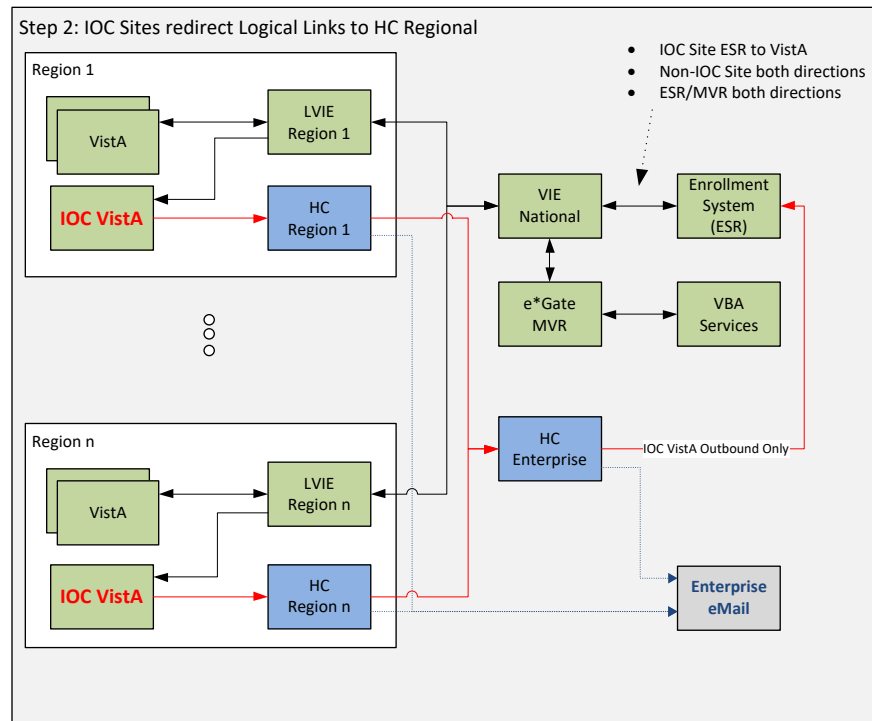 Step 2: IOC Sites redirect Logical Links to HC Regional
Region 1
VistA
LVIE
Region 1
IOC VistA
HC
Region 1
• IOC Site ESR to VistA
• Non-IOC Site both directions
• ESR/MVR both directions
VIE
National
Enrollment
System
(ESR)
e*Gate
MVR
VBA
Services
Region n
VistA
LVIE
Region n
IOC VistA
HC
Region n
HC
Enterprise
IOC VistA Outbound Only
Enterprise
eMail